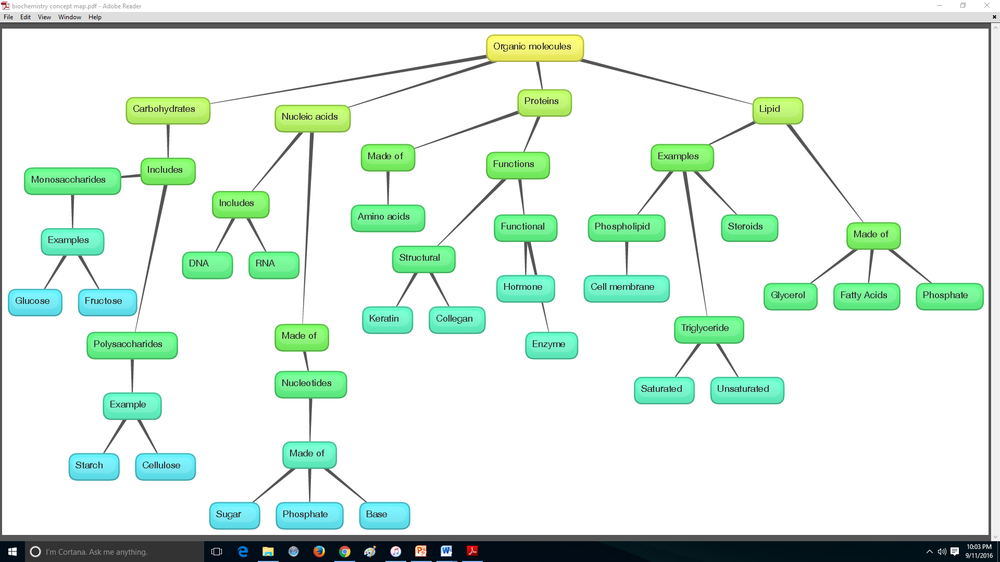 biochemistry concept map.pdf - Adobe Reader
File Edit View Window Help
Organic molecules
Carbohydrates
Nucleic acids
Proteins
Lipid
Includes
Monosaccharides
Examples
Glucose
Fructose
Polysaccharides
Example
Starch
Cellulose
Includes
DNA
RNA
Made of
Nucleotides
Made of
Sugar
Phosphate
Base
Made of
Amino acids
Functions
Structural
Keratin
Collegan
Functional
Hormone
Enzyme
Examples
Phospholipid
Cell membrane
Steroids
Triglyceride
Saturated
Unsaturated
Made of
Glycerol
Fatty Acids
Phosphate
I'm Cortana. Ask me anything.
10:03 PM
9/11/2016